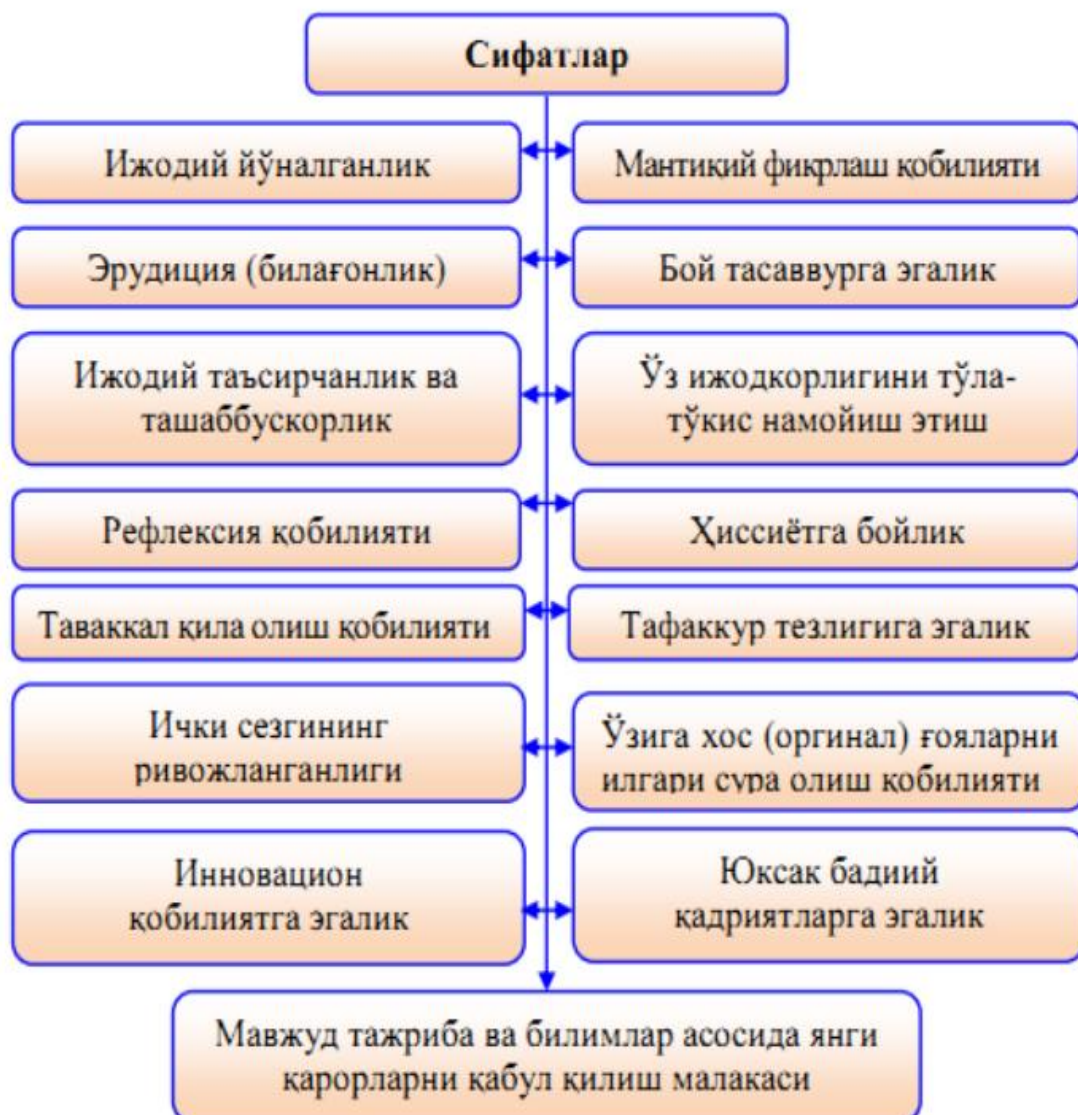 Сифатлар
Ижодий йўналганлик
Мантиқий фикрлаш қобилияти
Эрудиция (билағонлик)
Бой тасаввурга эгалик
Ижодий таъсирчанлик ва
ташаббускорлик
Ўз ижодкорлигини тўла-
тўкис намойиш этиш
Рефлексия қобилияти
Ҳиссиётга бойлик
Таваккал қила олиш қобилияти
Тафаккур тезлигига эгалик
Ички сезгининг
ривожланганлиги
Ўзига хос (оргинал) ғояларни
илгари сура олиш қобилияти
Инновацион
қобилиятга эгалик
Юксак бадиий
қадриятларга эгалик
Мавжуд тажриба ва билимлар асосида янги
қарорларни қабул қилиш малакаси